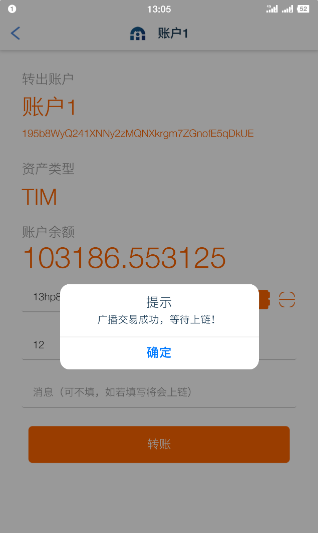 13:05
52
账户1
转出账户
账户1
资产类型
TIM
账户余额
103186.553125
13hp8
提示
广播交易成功，等待上链！
12
确定
消息（可不填，如若填写将会上链）
转账